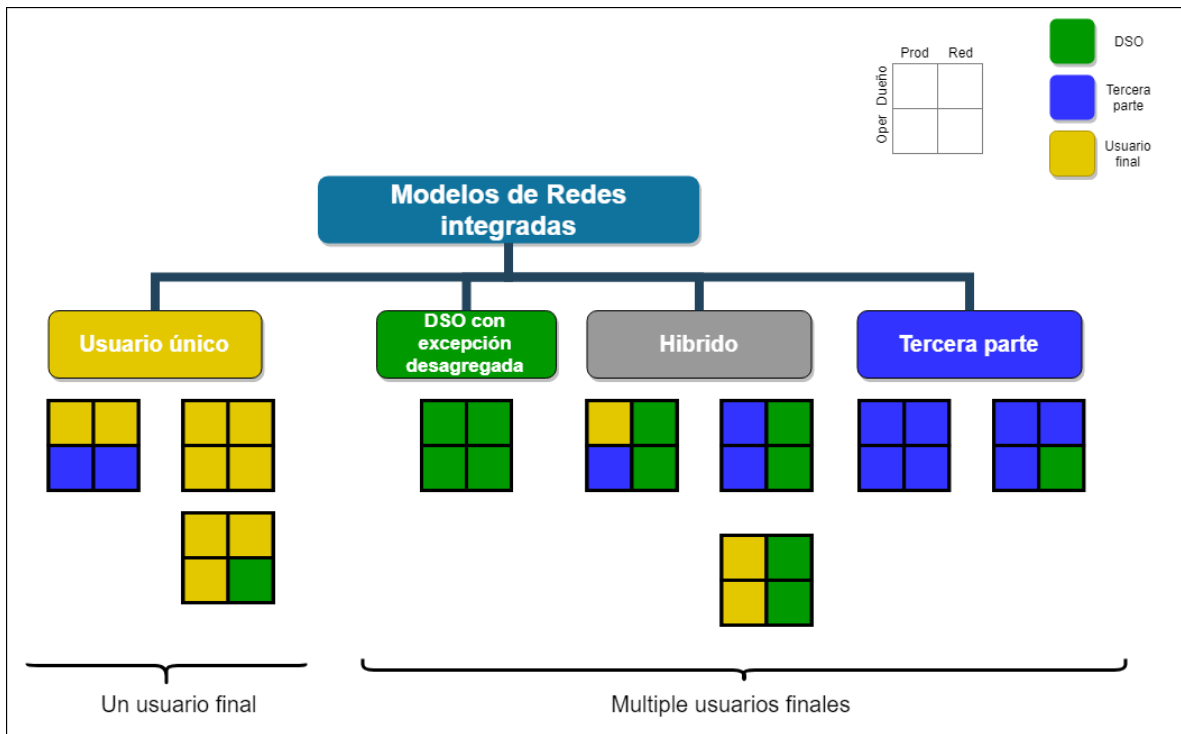 Prod Red
Dueño
Oper
DSO
Tercera
parte
Usuario
final
Modelos de Redes
integradas
Usuario único
DSO con
excepción
desagregada
Hibrido
Tercera parte
Un usuario final
Multiple usuarios finales